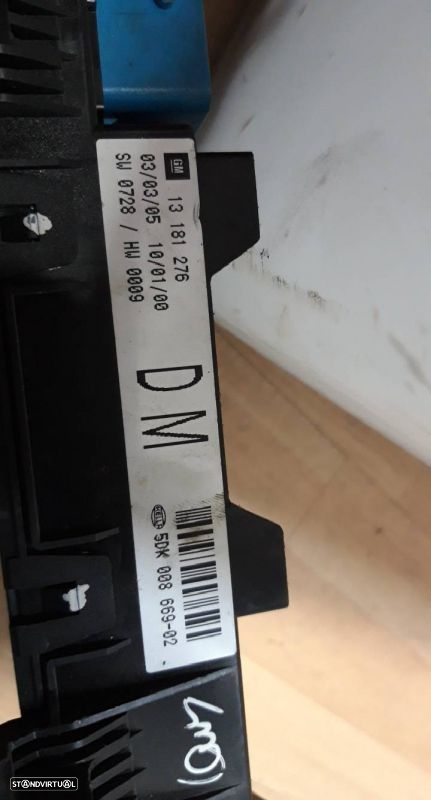 GM 13 181 276
03/03/05 10/01/00
SW 0728 / HW 0009
DM
HELLA 5DK 008 669-02
STANDVIRTUAL